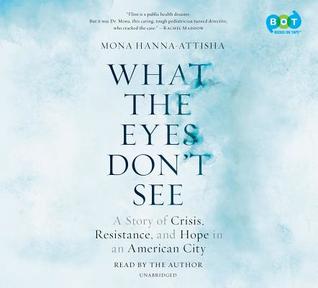 "Flint is a public health disaster.
But it was Dr. Mona, this caring, tough pediatrician turned detective,
who cracked the case." —RACHEL MADDOW
BOT
BOOKS ON TAPE
MONA HANNA-ATTISHA
WHAT
THE
EYES
DON'T
SEE
A Story of Crisis,
Resistance, and Hope in
an American City
READ BY THE AUTHOR
UNABRIDGED